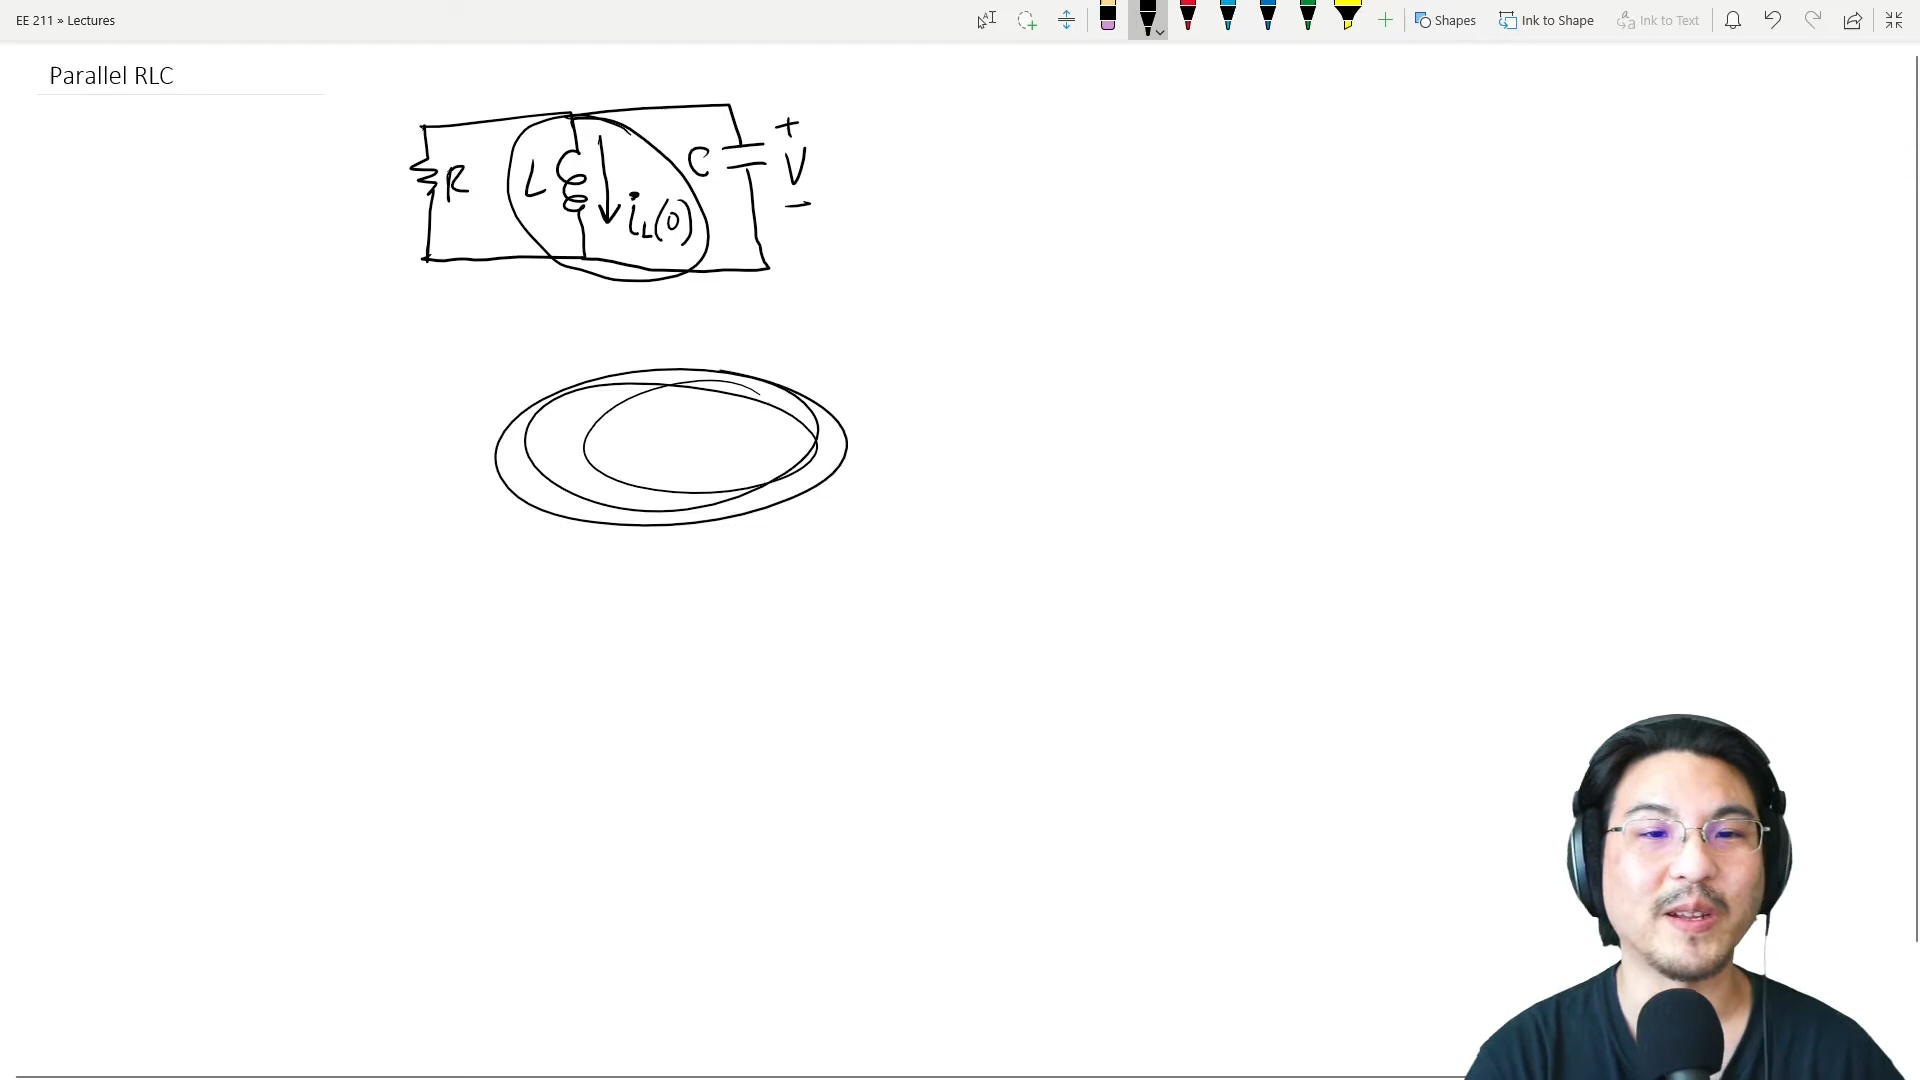 EE 211 » Lectures
Shapes
Ink to Shape
Ink to Text
Parallel RLC
R
L
iL(0)
C
+
V
−